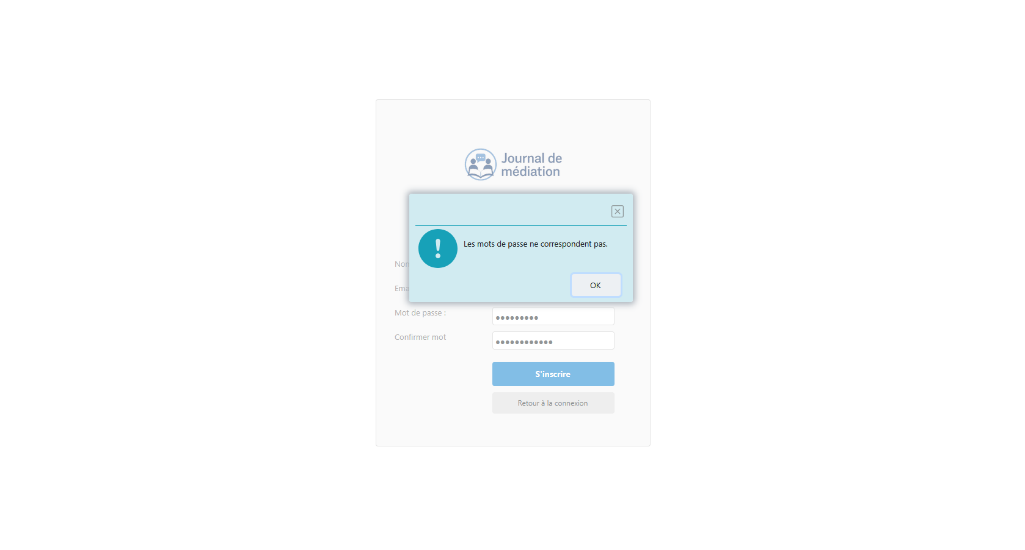 Journal de
médiation
Les mots de passe ne correspondent pas.
OK
Mot de passe :
Confirmer mot
S'inscrire
Retour à la connexion